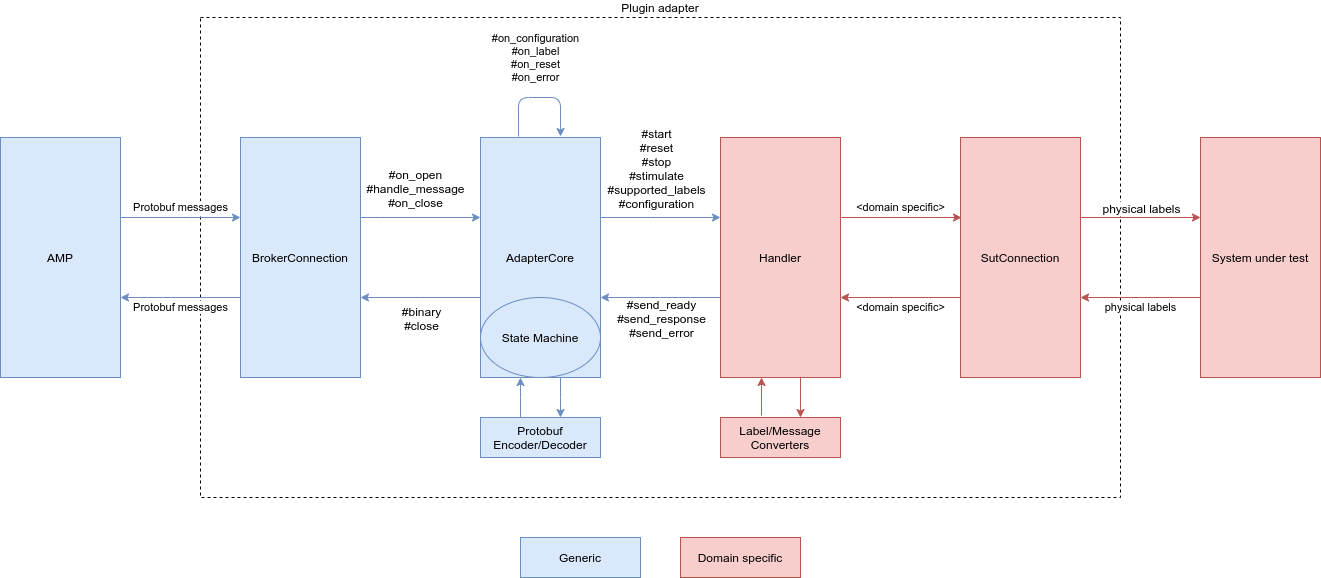 Plugin adapter
#on_configuration
#on_label
#on_reset
#on_error
#start
#reset
#stop
#stimulate
#supported_labels
#configuration
#on_open
#handle_message
#on_close
Protobuf messages
<domain specific>
physical labels
AMP
BrokerConnection
AdapterCore
Handler
SutConnection
System under test
Protobuf messages
#binary
#close
#send_ready
#send_response
#send_error
<domain specific>
physical labels
State Machine
Protobuf
Encoder/Decoder
Label/Message
Converters
Generic
Domain specific